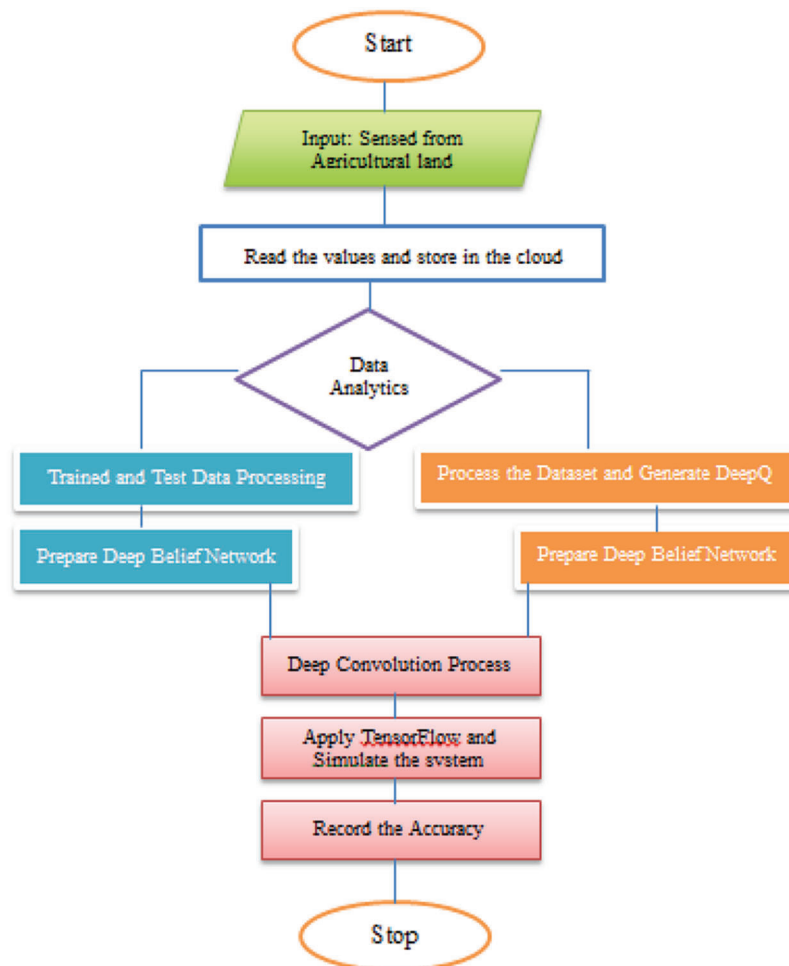 Start
Input: Sensed from
Agricultural land
Read the values and store in the cloud
Data
Analytics
Trained and Test Data Processing
Process the Dataset and Generate DeepQ
Prepare Deep Belief Network
Prepare Deep Belief Network
Deep Convolution Process
Apply TensorFlow and
Simulate the system
Record the Accuracy
Stop